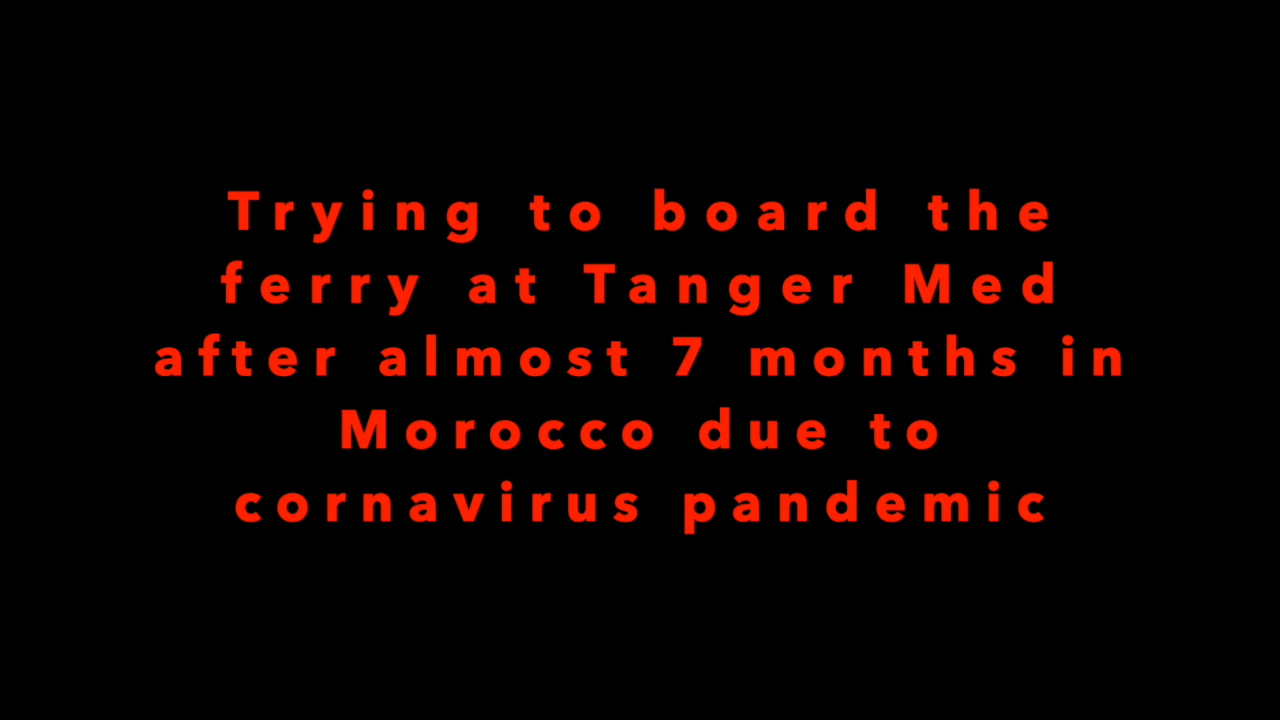 Trying to board the
ferry at Tanger Med
after almost 7 months in
Morocco due to
cornavirus pandemic